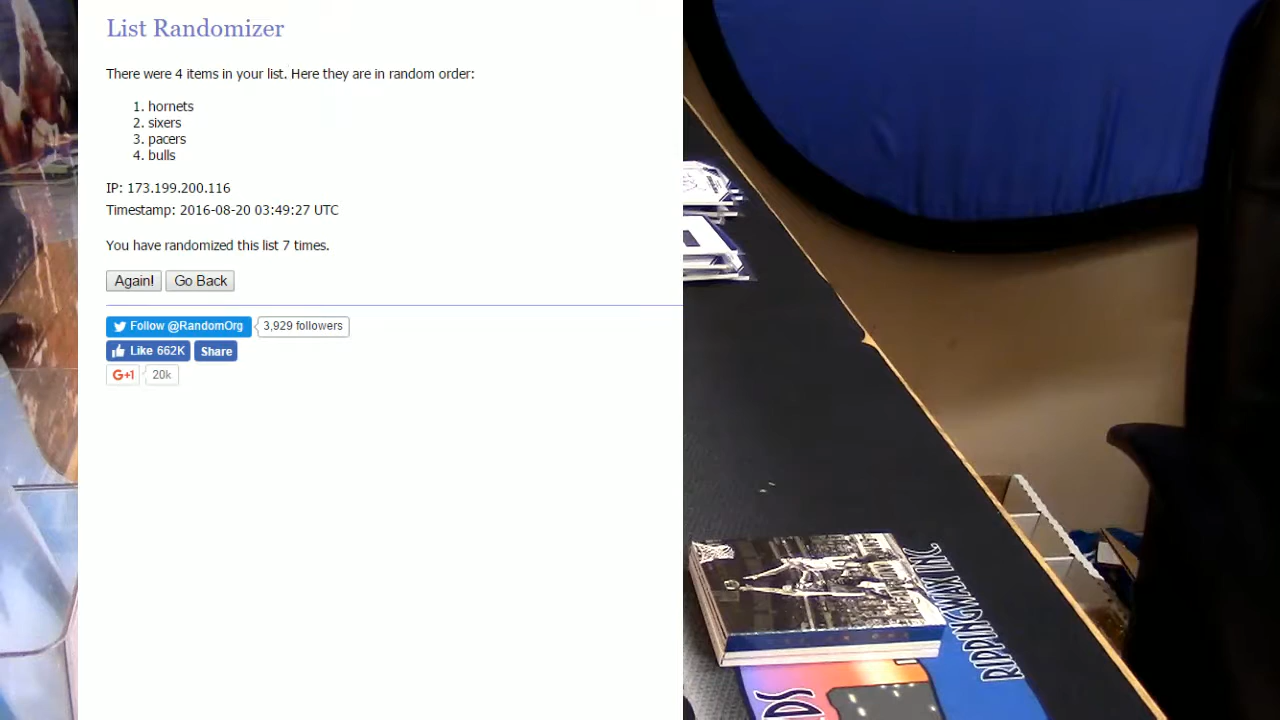 List Randomizer
There were 4 items in your list. Here they are in random order:
1. hornets
2. sixers
3. pacers
4. bulls
IP: 173.199.200.116
Timestamp: 2016-08-20 03:49:27 UTC
You have randomized this list 7 times.
Again! Go Back
Follow @RandomOrg 3,929 followers
Like 662K Share
G+1 20k
RIPPINGWAX INC.